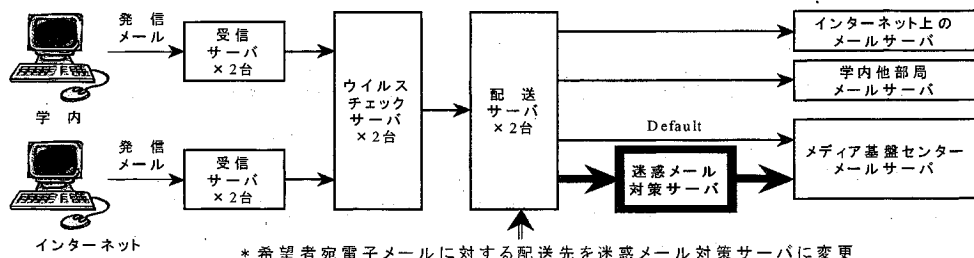 発信
メール
受信
サーバ
×2台
学内
発信
メール
受信
サーバ
×2台
インターネット
ウイルス
チェック
サーバ
×2台
配送
サーバ
×2台
インターネット上の
メールサーバ
学内他部局
メールサーバ
Default
迷惑メール
対策サーバ
メディア基盤センター
メールサーバ
*希望者宛電子メールに対する配送先を迷惑メール対策サーバに変更